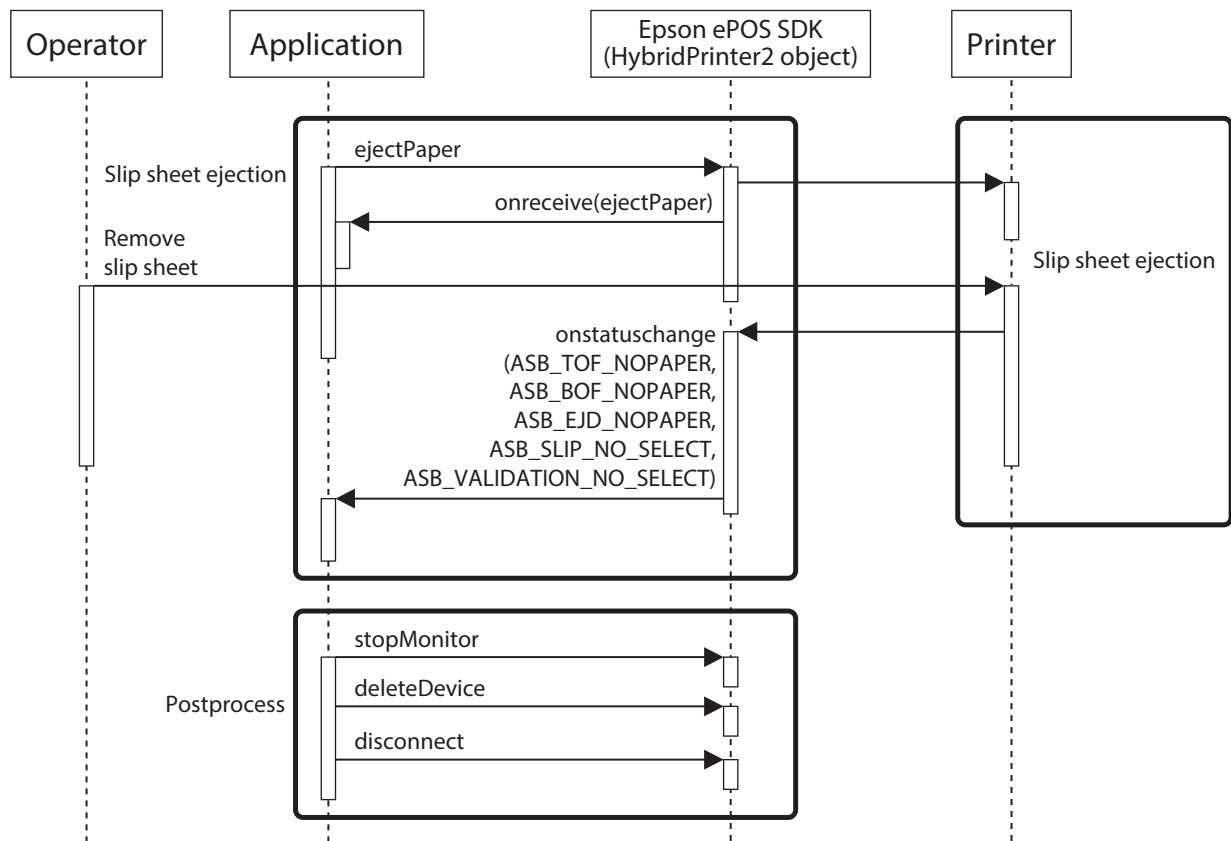 Operator
Application
Epson ePOS SDK
(HybridPrinter2 object)
Printer
Slip sheet ejection
ejectPaper
onreceive(ejectPaper)
Remove
slip sheet
Slip sheet ejection
onstatuschange
(ASB_TOF_NOPAPER,
ASB_BOF_NOPAPER,
ASB_EJD_NOPAPER,
ASB_SLIP_NO_SELECT,
ASB_VALIDATION_NO_SELECT)
Postprocess
stopMonitor
deleteDevice
disconnect